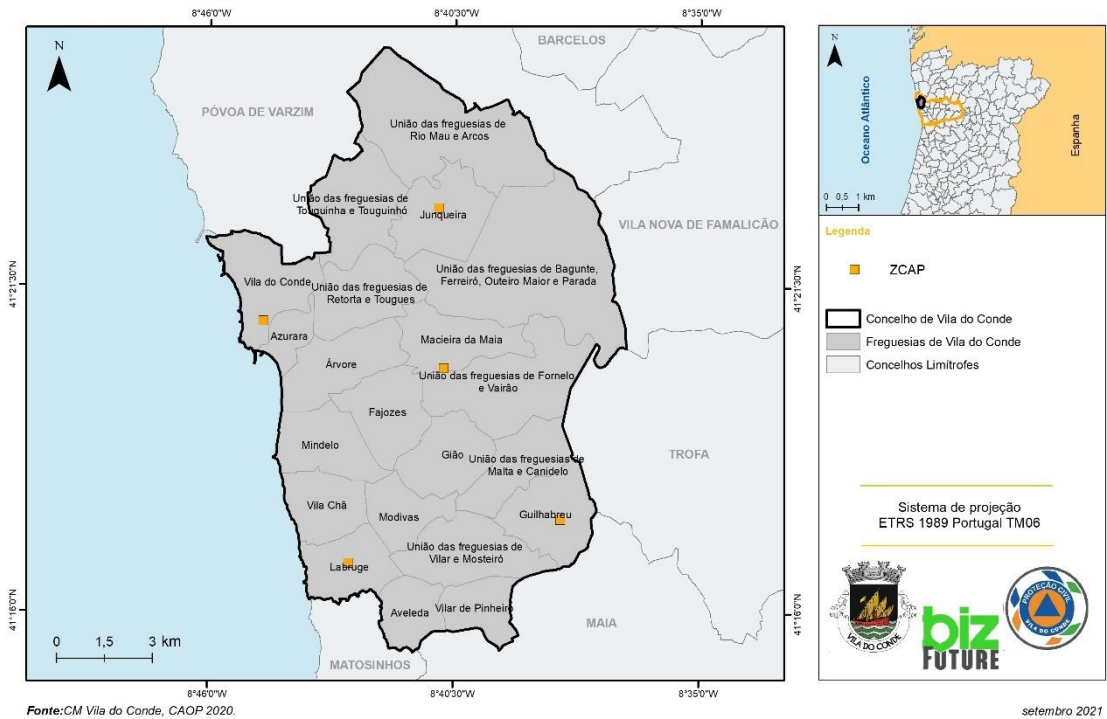 8°46'0"W
8°40'30"W
8°35'0"W
N
BARCELOS
PÓVOA DE VARZIM
União das freguesias de
Rio Mau e Arcos
União das freguesias de
Touguinha e Touguinhó
Junqueira
VILA NOVA DE FAMALICÃO
41°21'30"N
41°21'30"N
Vila do Conde
União das freguesias de
Retorta e Tougues
União das freguesias de Bagunte,
Ferreiró, Outeiro Maior e Parada
Azurara
Macieira da Maia
Árvore
União das freguesias de Fornelo
e Vairão
Fajozes
Mindelo
Gião
União das freguesias de
Malta e Canidelo
TROFA
Vila Chã
Modivas
Guilhabreu
União das freguesias de
Vilar e Mosteiró
Labruge
Aveleda
Vilar de Pinheiro
41°16'0"N
41°16'0"N
MAIA
MATOSINHOS
0 1,5 3 km
8°46'0"W
8°40'30"W
8°35'0"W
Fonte:CM Vila do Conde, CAOP 2020.
N
Oceano Atlântico
Espanha
0 0,5 1 km
Legenda
ZCAP
Concelho de Vila do Conde
Freguesias de Vila do Conde
Concelhos Limítrofes
Sistema de projeção
ETRS 1989 Portugal TM06
VILA DO CONDE
biz
FUTURE
PROTEÇÃO CIVIL
VILA DO CONDE
setembro 2021